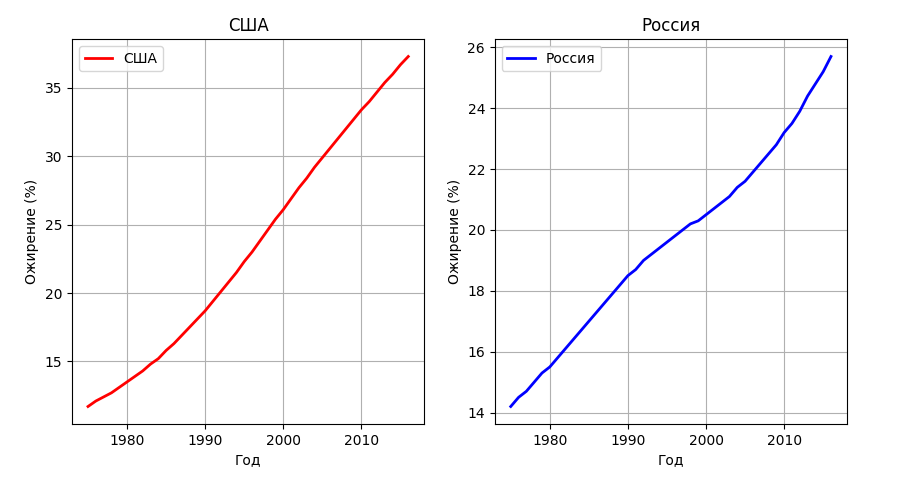 США
США
Ожирение (%)
35
30
25
20
15
1980
1990
2000
2010
Год
Россия
Россия
Ожирение (%)
26
24
22
20
18
16
14
1980
1990
2000
2010
Год